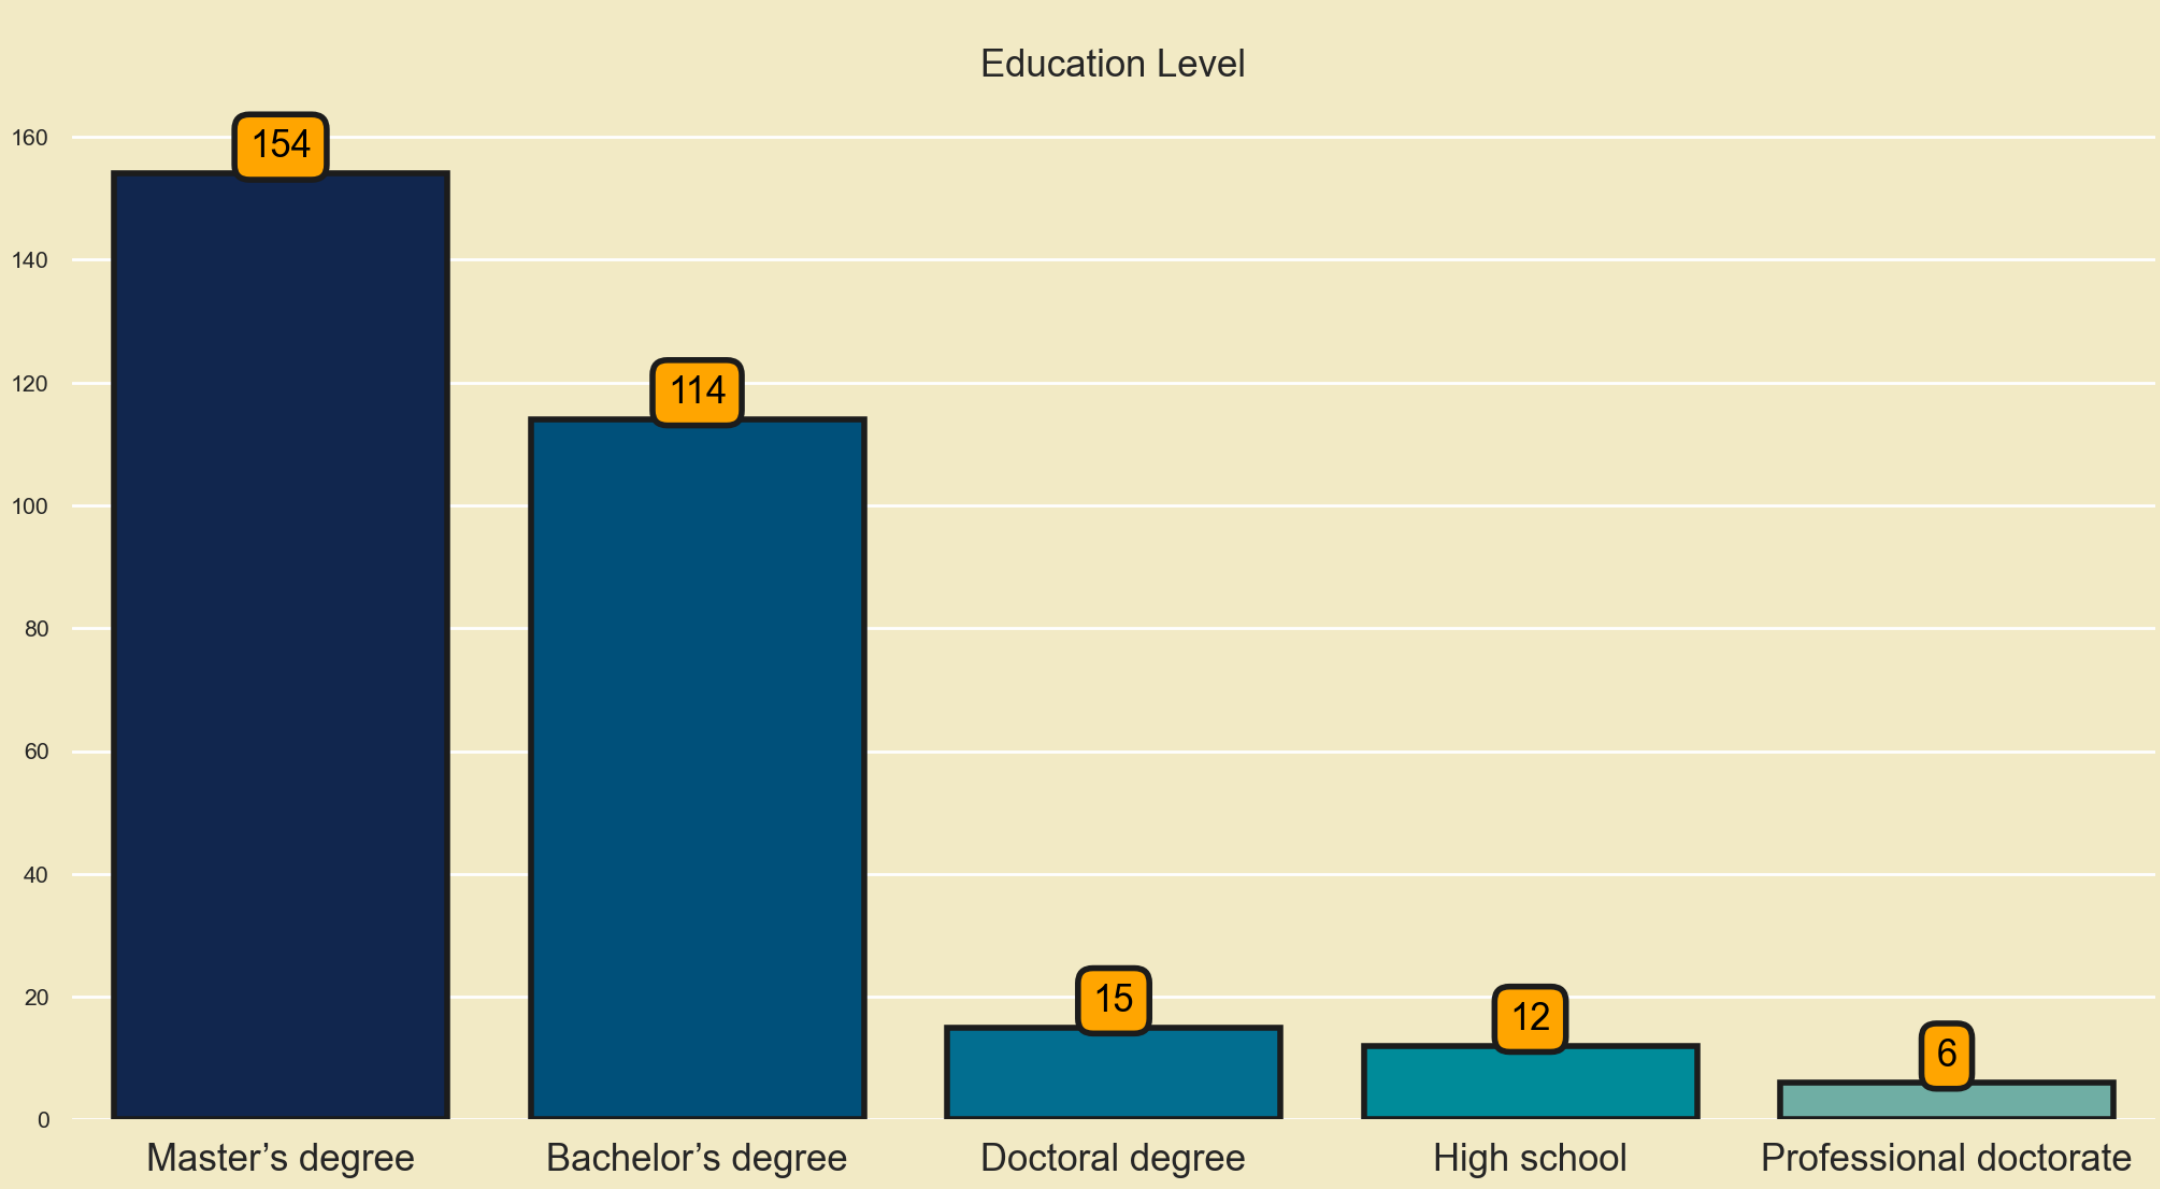 Education Level
160
140
120
100
80
60
40
20
0
154
114
15
12
6
Master’s degree
Bachelor’s degree
Doctoral degree
High school
Professional doctorate